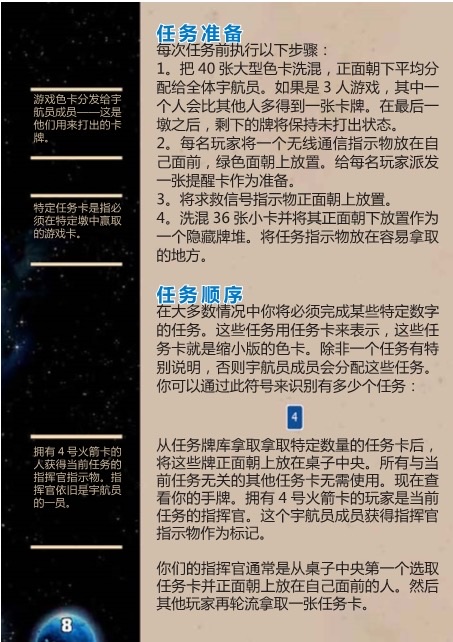 任务准备
每次任务前执行以下步骤：
1。把 40 张大型色卡洗混，正面朝下平均分
配给全体宇航员。如果是 3 人游戏，其中一
个人会比其他人多得到一张卡牌。在最后一
墩之后，剩下的牌将保持未打出状态。
2。每名玩家将一个无线通信指示物放在自
己面前，绿色面朝上放置。给每名玩家派发
一张提醒卡作为准备。
3。将求救信号指示物正面朝上放置。
4。洗混 36 张小卡并将其正面朝下放置作为
一个隐藏牌堆。将任务指示物放在容易拿取
的地方。
游戏色卡分发给宇
航员成员——这是
他们用来打出的卡
牌。
特定任务卡是指必
须在特定墩中赢取
的游戏卡。
任务顺序
在大多数情况中你将必须完成某些特定数字
的任务。这些任务用任务卡来表示，这些任
务卡就是缩小版的色卡。除非一个任务有特
别说明，否则宇航员成员会分配这些任务。
你可以通过此符号来识别有多少个任务：
4
从任务牌库拿取拿取特定数量的任务卡后，
将这些牌正面朝上放在桌子中央。所有与当
前任务无关的其他任务卡无需使用。现在查
看你的手牌。拥有 4 号火箭卡的玩家是当前
任务的指挥官。这个宇航员成员获得指挥官
指示物作为标记。
你们的指挥官通常是从桌子中央第一个选取
任务卡并正面朝上放在自己面前的人。然后
其他玩家再轮流拿取一张任务卡。
拥有 4 号火箭卡的
人获得当前任务的
指挥官指示物。指
挥官依旧是宇航员
的一员。
8